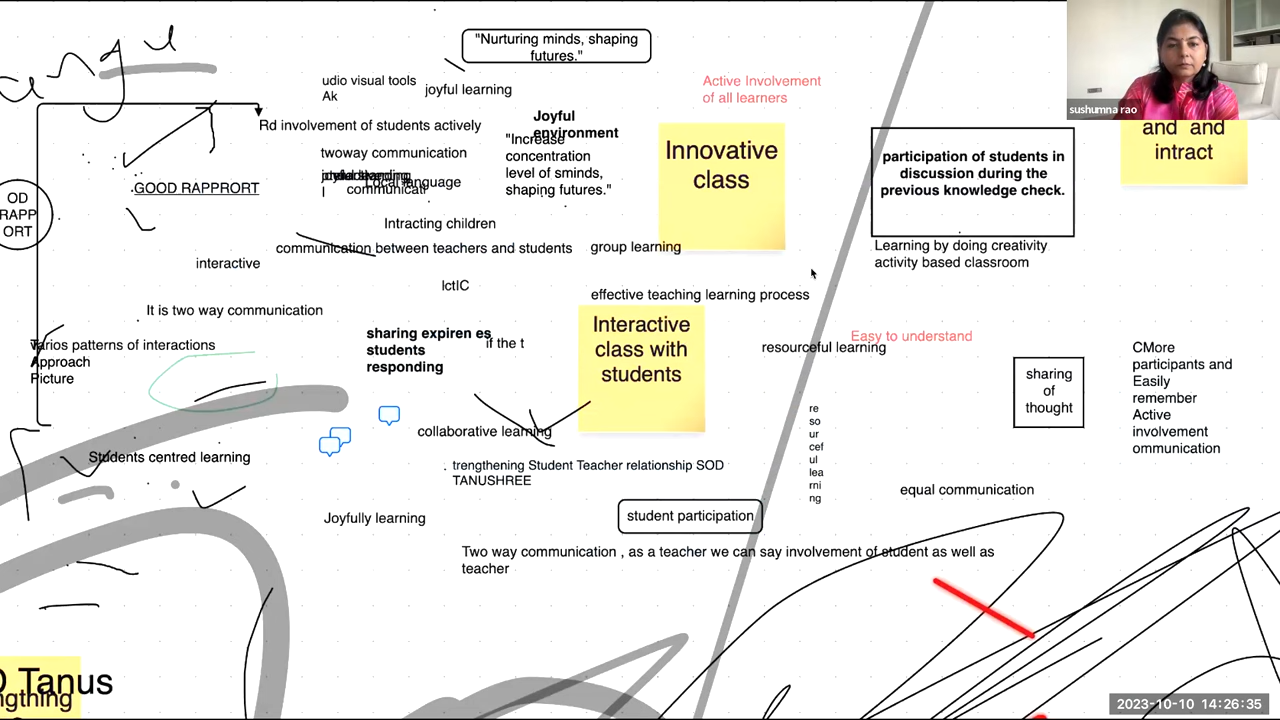 "Nurturing minds, shaping
futures."
udio visual tools
Ak
joyful learning
Active Involvement
of all learners
sushumna rao
Joyful
environment
Rd involvement of students actively
"Increase
concentration
level of sminds,
shaping futures."
Innovative
class
participation of students in
discussion during the
previous knowledge check.
and and
intract
twoway communication
Local language
communicati
GOOD RAPPRORT
OD
RAPP
ORT
Intracting children
communication between teachers and students
group learning
Learning by doing creativity
activity based classroom
interactive
IctIC
effective teaching learning process
It is two way communication
Interactive
class with
students
sharing expiren es
students
responding
if the t
Easy to understand
resourceful learning
Tarios patterns of interactions
Approach
Picture
sharing
of
thought
CMore
participants and
Easily
remember
Active
involvement
ommunication
re
so
ur
cef
ul
lea
rni
ng
collaborative learning
Students centred learning
trengthening Student Teacher relationship SOD
TANUSHREE
equal communication
Joyfully learning
student participation
Two way communication , as a teacher we can say involvement of student as well as
teacher
Tanus
ngthing
2023-10-10 14:26:35